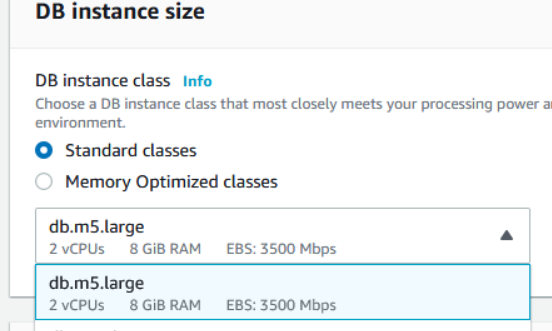 DB instance size
DB instance class Info
Choose a DB instance class that most closely meets your processing power
environment.
Standard classes
Memory Optimized classes
db.m5.large
2 vCPUs 8 GiB RAM EBS: 3500 Mbps
db.m5.large
2 vCPUs 8 GiB RAM EBS: 3500 Mbps